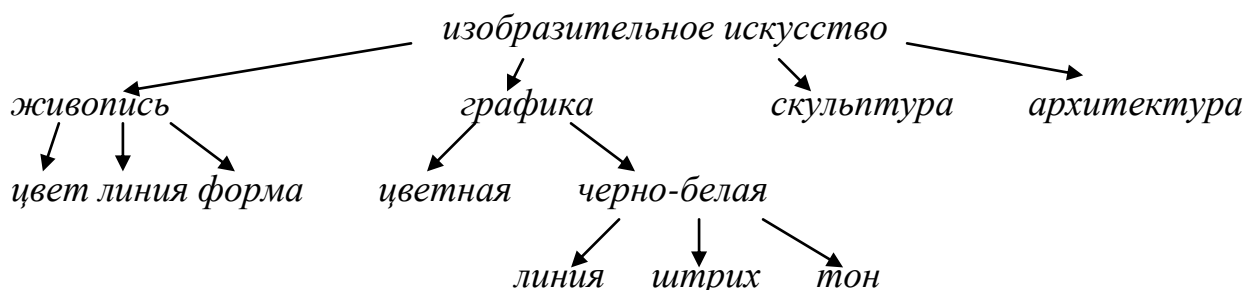 изобразительное искусство
живопись графика скульптура архитектура
цвет линия форма цветная черно-белая
линия штрих тон